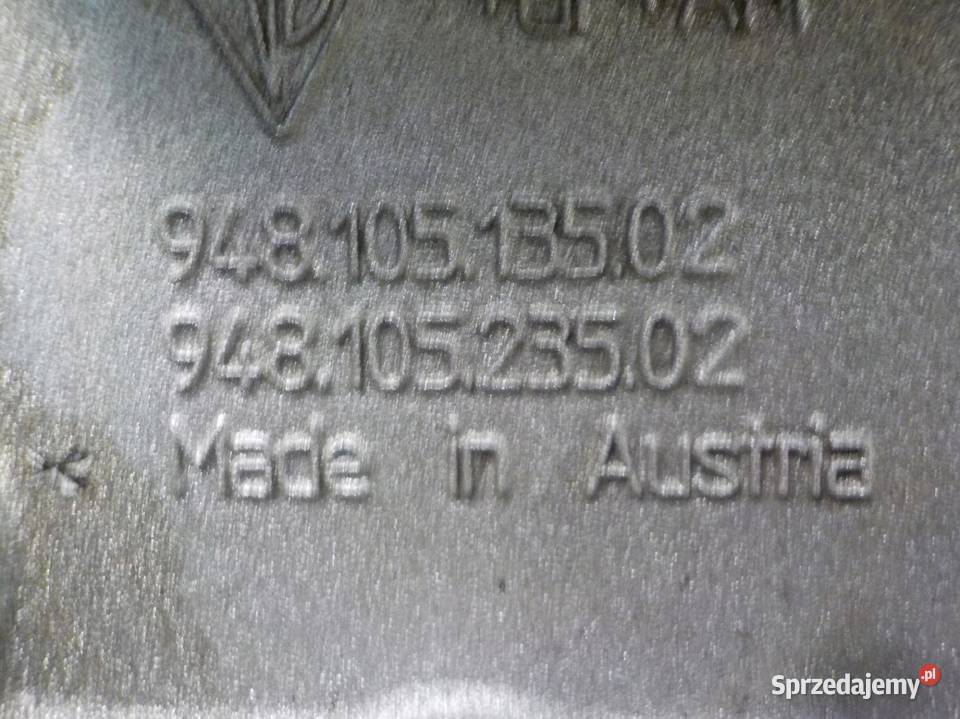 948.105.135.02
948.105.235.02
Made in Austria
Sprzedajemy.pl